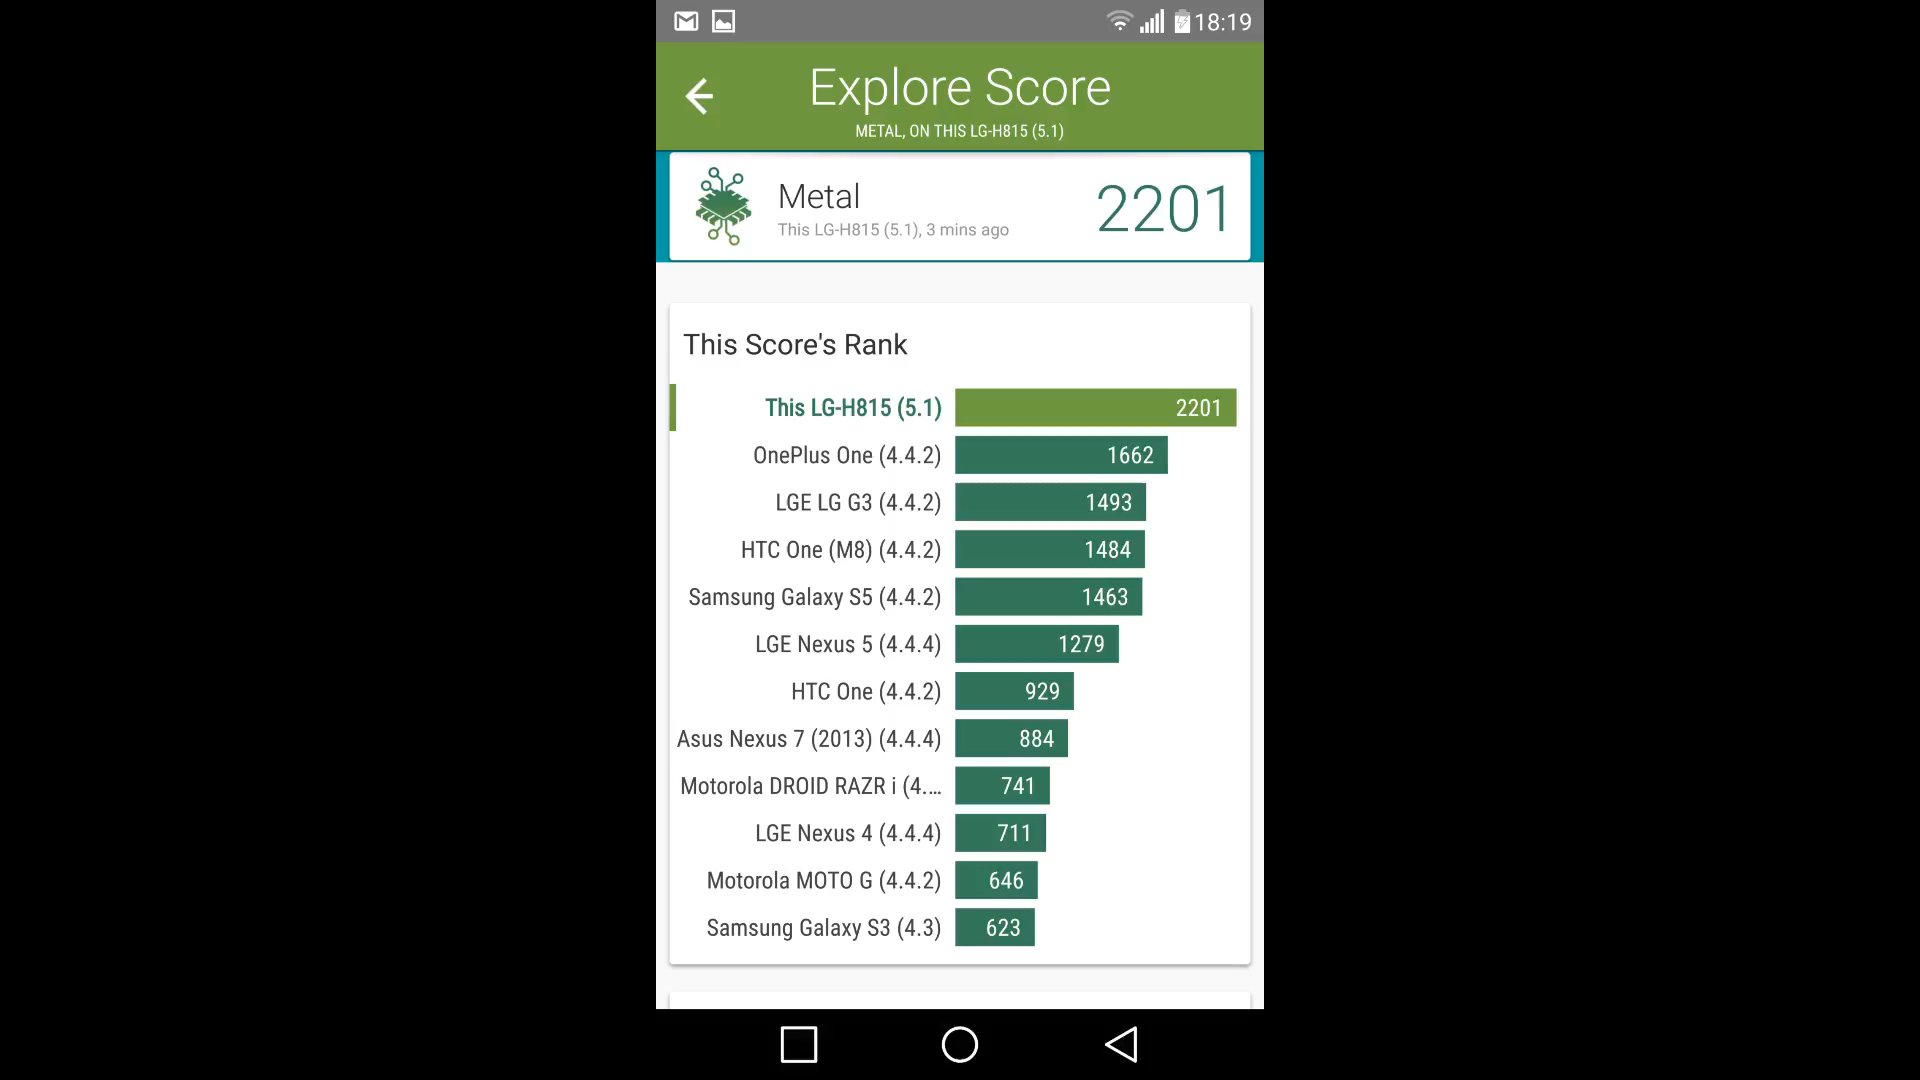 18:19
Explore Score
METAL, ON THIS LG-H815 (5.1)
Metal
2201
This LG-H815 (5.1), 3 mins ago
This Score's Rank
This LG-H815 (5.1) 2201
OnePlus One (4.4.2) 1662
LGE LG G3 (4.4.2) 1493
HTC One (M8) (4.4.2) 1484
Samsung Galaxy S5 (4.4.2) 1463
LGE Nexus 5 (4.4.4) 1279
HTC One (4.4.2) 929
Asus Nexus 7 (2013) (4.4.4) 884
Motorola DROID RAZR i (4.... 741
LGE Nexus 4 (4.4.4) 711
Motorola MOTO G (4.4.2) 646
Samsung Galaxy S3 (4.3) 623